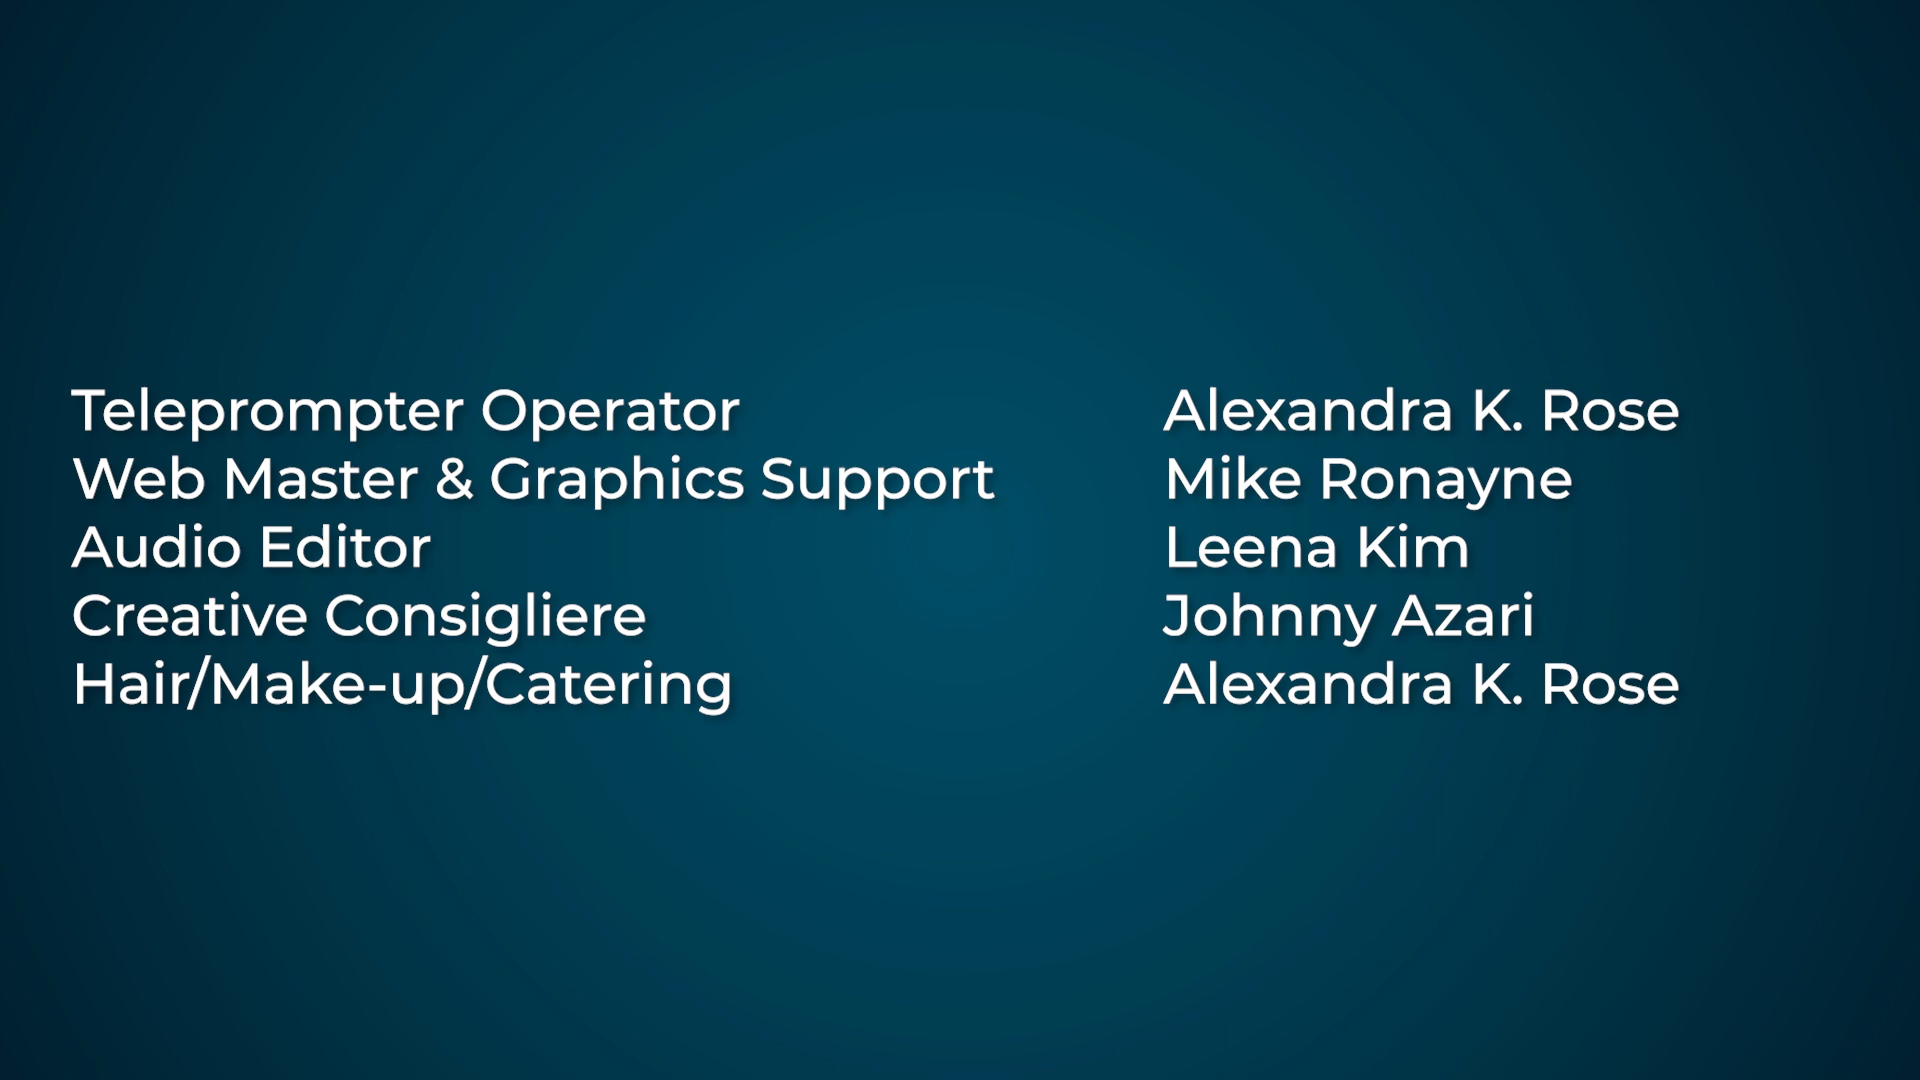 Teleprompter Operator Alexandra K. Rose
Web Master & Graphics Support Mike Ronayne
Audio Editor Leena Kim
Creative Consigliere Johnny Azari
Hair/Make-up/Catering Alexandra K. Rose